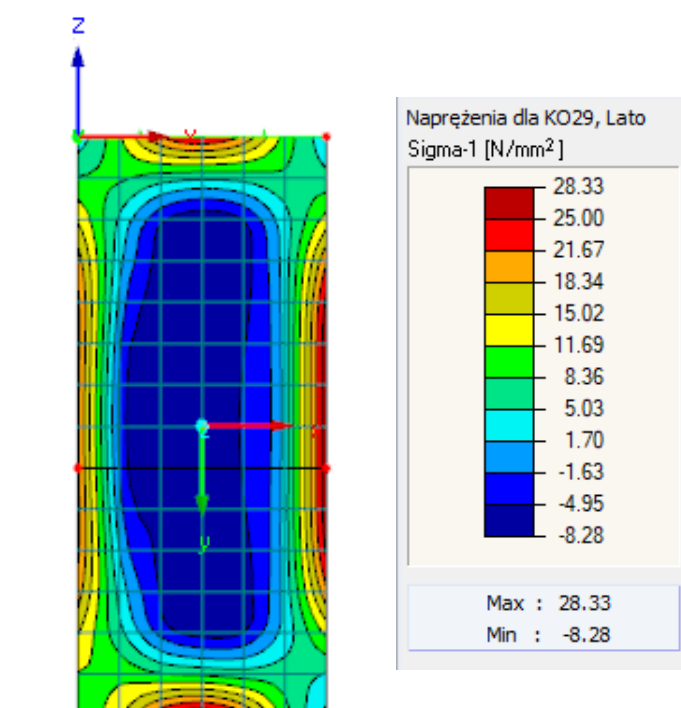 Z
Naprężenia dla KO29, Lato
Sigma-1 [N/mm²]
28.33
25.00
21.67
18.34
15.02
11.69
8.36
5.03
1.70
-1.63
-4.95
-8.28
y
Max : 28.33
Min : -8.28